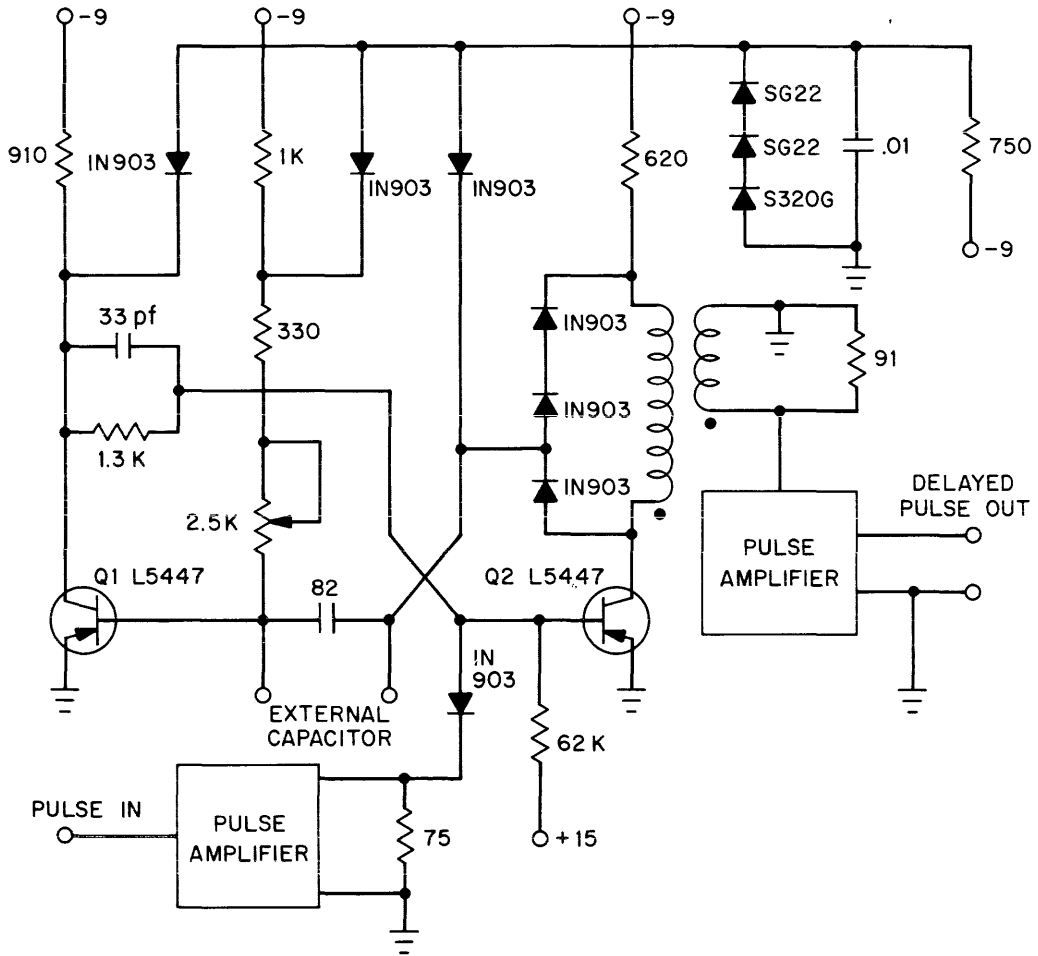 -9
-9
-9
910
IN903
1K
IN903
IN903
620
SG22
SG22
S320G
.01
750
-9
33 pf
330
IN903
91
1.3 K
IN903
IN903
2.5K
DELAYED
PULSE OUT
Q1 L5447
82
Q2 L5447
PULSE
AMPLIFIER
IN
903
EXTERNAL
CAPACITOR
62 K
PULSE IN
PULSE
AMPLIFIER
75
+15